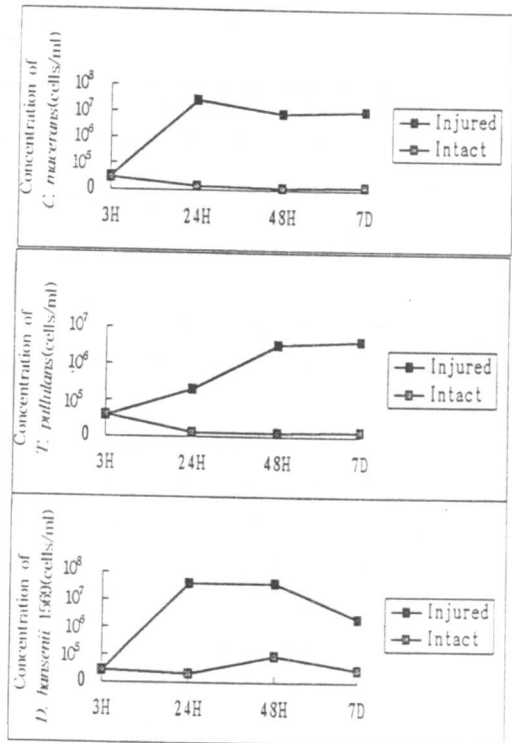 Concentration of
C. macerans(cells/ml)
10⁸
10⁷
10⁶
10⁵
0
3H 24H 48H 7D
Injured
Intact
Concentration of
T. pullulans(cells/ml)
10⁷
10⁶
10⁵
0
3H 24H 48H 7D
Injured
Intact
Concentration of
D. hansenii 1569(cells/ml)
10⁸
10⁷
10⁶
10⁵
0
3H 24H 48H 7D
Injured
Intact